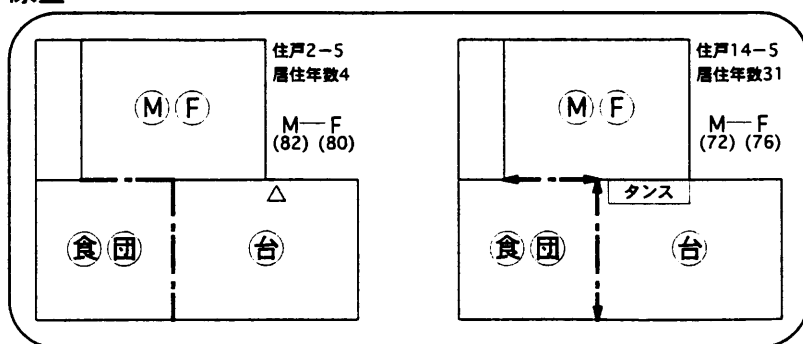 住戸2-5
居住年数4
M F
M—F
(82) (80)
食 団
台
住戸14-5
居住年数31
M F
M—F
(72) (76)
タンス
食 団
台